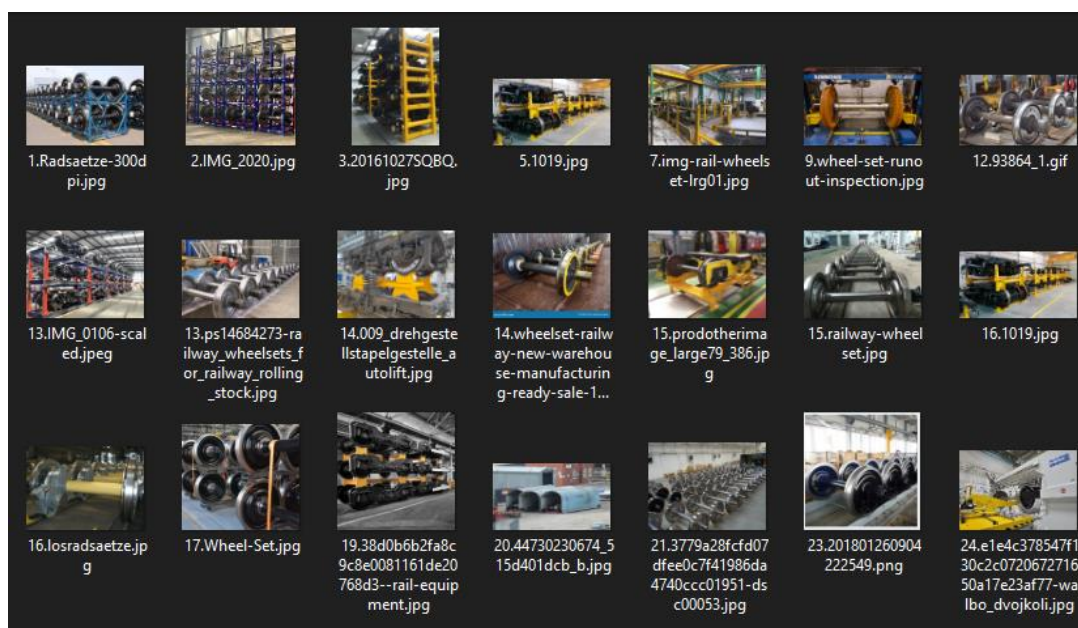 1.Radsaetze-300d
pi.jpg
2.IMG_2020.jpg
3.20161027SQBQ.
jpg
5.1019.jpg
7.img-rail-wheels
et-lrg01.jpg
9.wheel-set-runo
ut-inspection.jpg
12.93864_1.gif
13.IMG_0106-scal
ed.jpeg
13.ps14684273-ra
ilway_wheelsets_f
or_railway_rolling
_stock.jpg
14.009_drehgeste
llstapelgestelle_a
utolift.jpg
14.wheelset-railw
ay-new-warehou
se-manufacturin
g-ready-sale-1...
15.prodotherima
ge_large79_386.jp
g
15.railway-wheel
set.jpg
16.1019.jpg
16.losradsaetze.jp
g
17.Wheel-Set.jpg
19.38d0b6b2fa8c
9c8e0081161de20
768d3--rail-equip
ment.jpg
20.44730230674_5
15d401dcb_b.jpg
21.3779a28fcfd07
dfee0c7f41986da
4740ccc01951-ds
c00053.jpg
23.201801260904
222549.png
24.e1e4c378547f1
30c2c0720672716
50a17e23af77-wa
lbo_dvojkoli.jpg